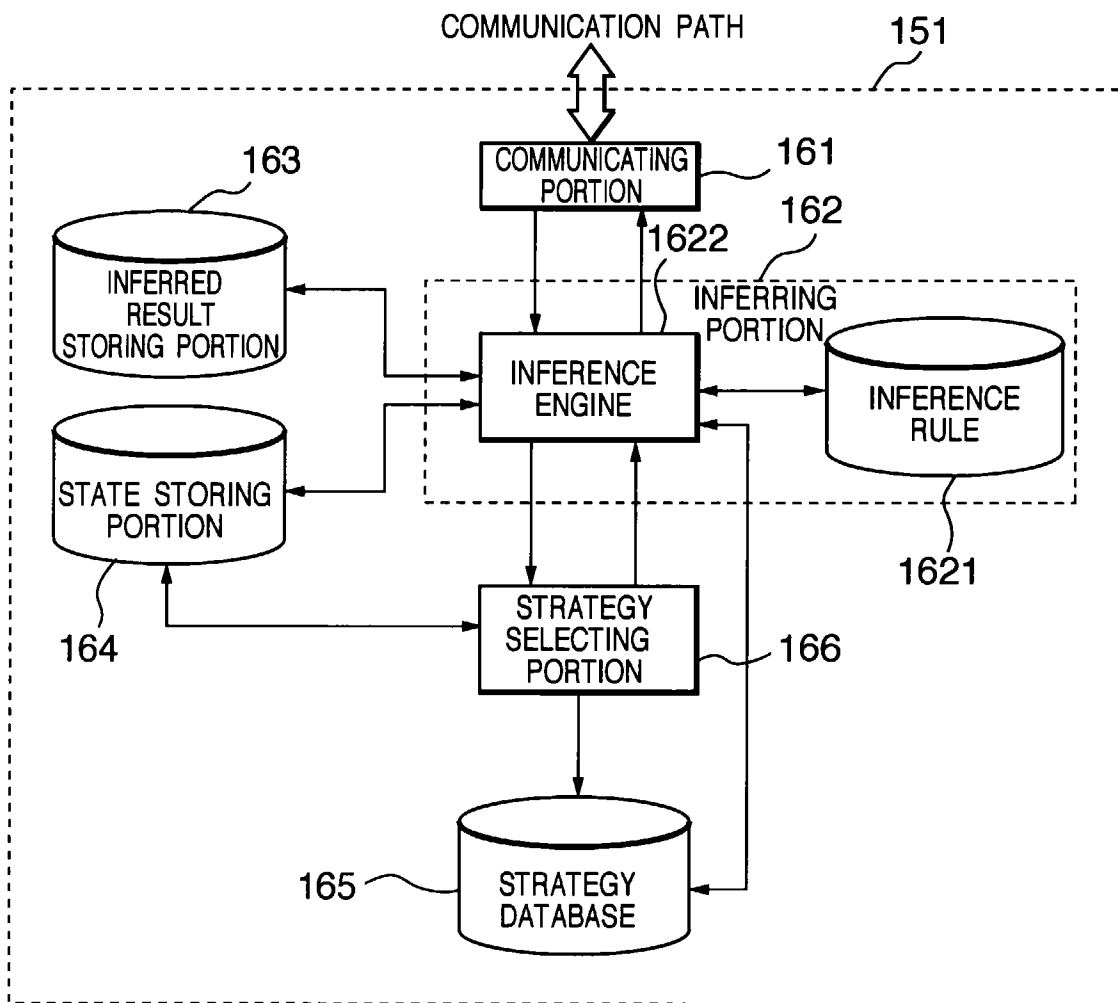 COMMUNICATION PATH
151
COMMUNICATING
PORTION
161
163
162
1622
INFERRED
RESULT
STORING PORTION
INFERRING
PORTION
INFERENCE
ENGINE
INFERENCE
RULE
STATE STORING
PORTION
1621
164
STRATEGY
SELECTING
PORTION
166
165
STRATEGY
DATABASE